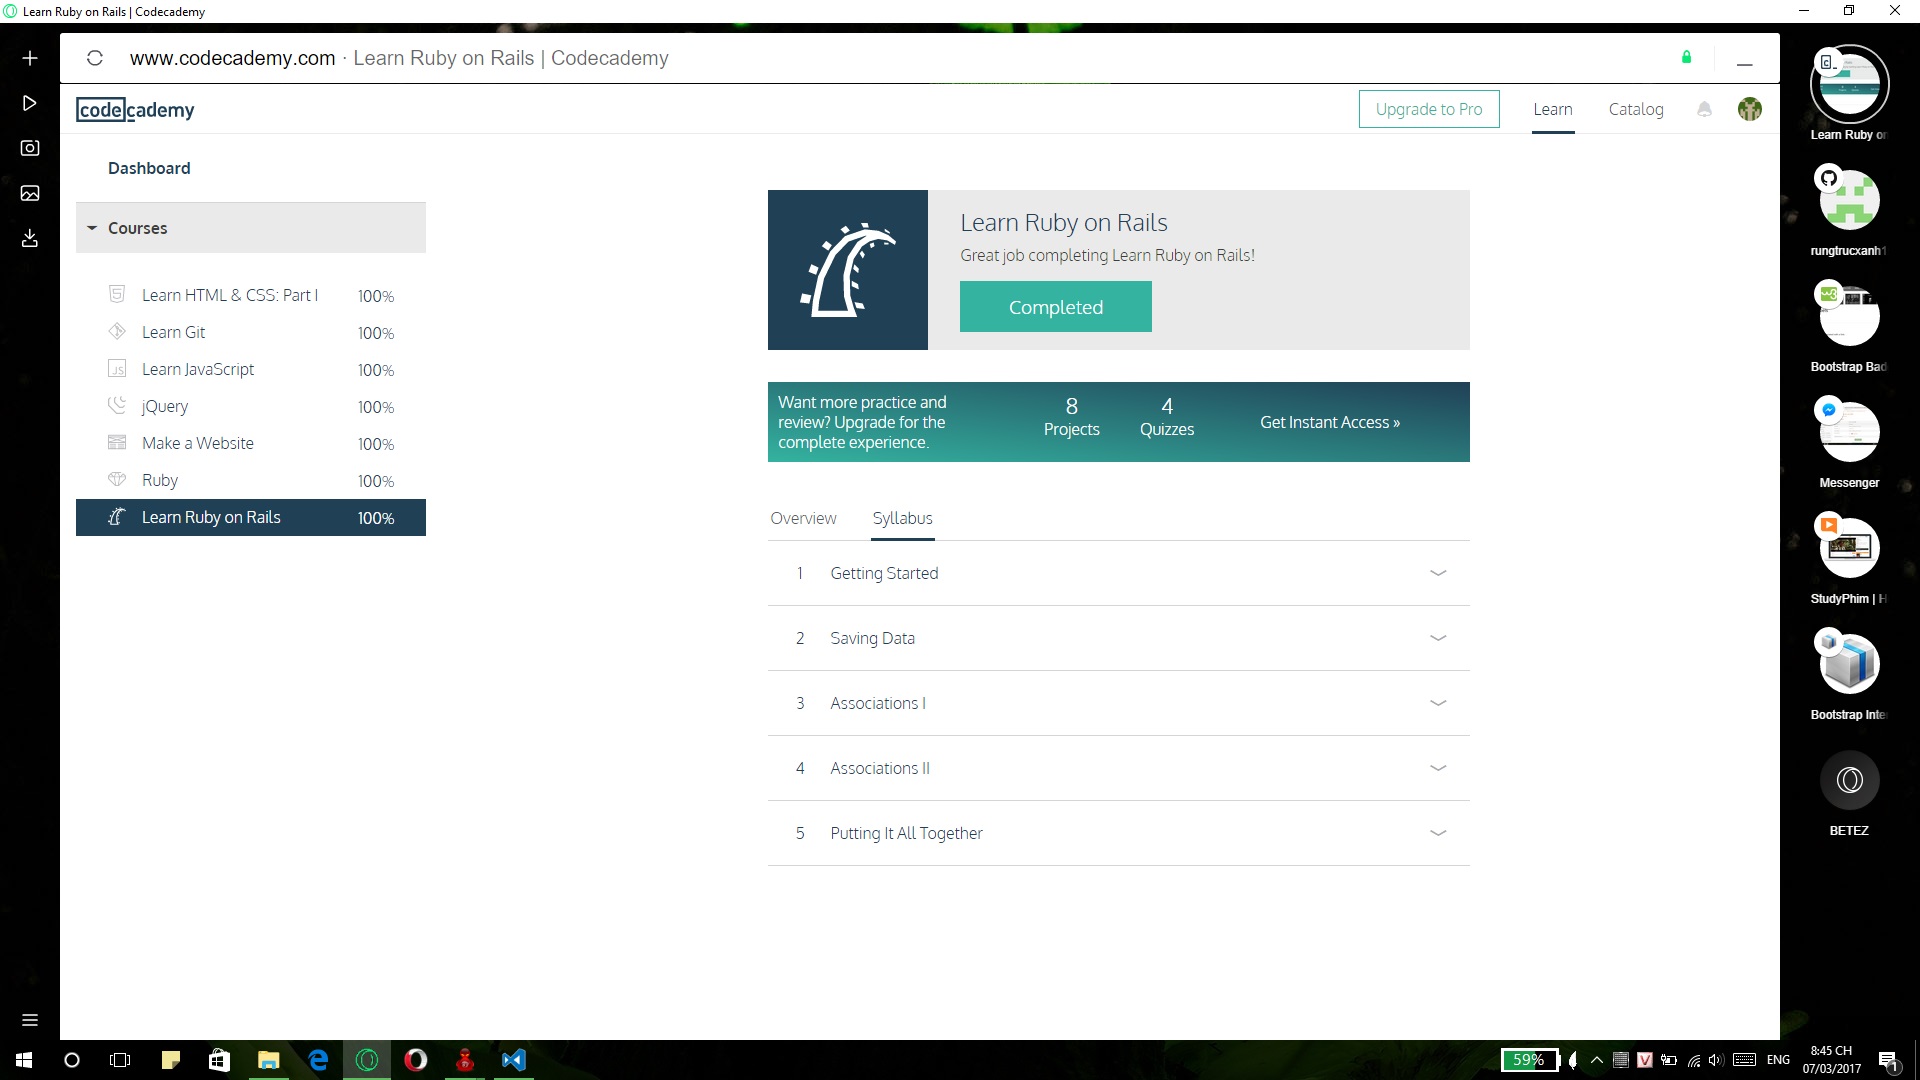 Learn Ruby on Rails | Codecademy
www.codecademy.com · Learn Ruby on Rails | Codecademy
codecademy
Upgrade to Pro
Learn
Catalog
Dashboard
Courses
Learn HTML & CSS: Part I 100%
Learn Git 100%
Learn JavaScript 100%
jQuery 100%
Make a Website 100%
Ruby 100%
Learn Ruby on Rails 100%
Learn Ruby on Rails
Great job completing Learn Ruby on Rails!
Completed
Want more practice and
review? Upgrade for the
complete experience.
8
Projects
4
Quizzes
Get Instant Access »
Overview
Syllabus
1 Getting Started
2 Saving Data
3 Associations I
4 Associations II
5 Putting It All Together
Learn Ruby o
rungtrucxanh1
Bootstrap Bad
Messenger
StudyPhim | H
Bootstrap Inte
BETEZ
59%
ENG
8:45 CH
07/03/2017
1